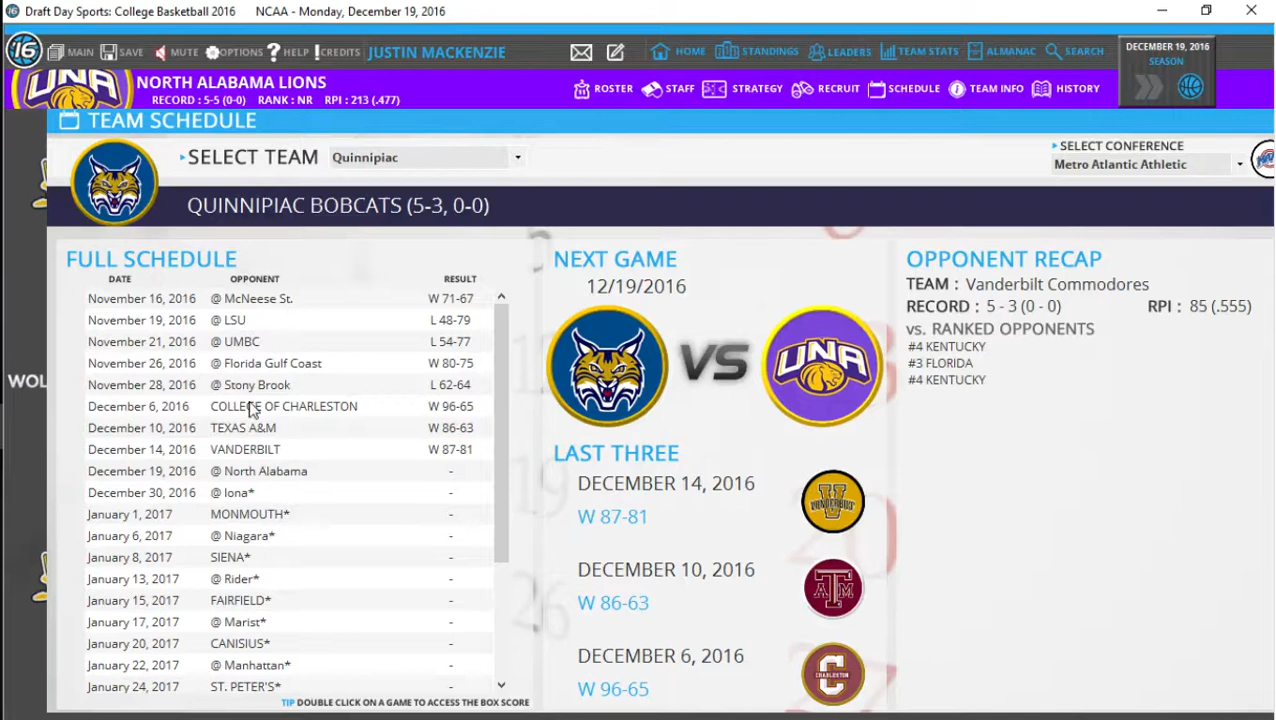 Draft Day Sports: College Basketball 2016 NCAA - Monday, December 19, 2016
16 MAIN SAVE MUTE OPTIONS ? HELP ! CREDITS JUSTIN MACKENZIE HOME STANDINGS LEADERS TEAM STATS ALMANAC SEARCH DECEMBER 19, 2016
SEASON
UNA NORTH ALABAMA LIONS
RECORD : 5-5 (0-0) RANK : NR RPI : 213 (.477)
ROSTER STAFF STRATEGY RECRUIT SCHEDULE TEAM INFO HISTORY
TEAM SCHEDULE
SELECT TEAM Quinnipiac
SELECT CONFERENCE
Metro Atlantic Athletic
QUINNIPIAC BOBCATS (5-3, 0-0)
FULL SCHEDULE
DATE OPPONENT RESULT
November 16, 2016 @ McNeese St. W 71-67
November 19, 2016 @ LSU L 48-79
November 21, 2016 @ UMBC L 54-77
November 26, 2016 @ Florida Gulf Coast W 80-75
November 28, 2016 @ Stony Brook L 62-64
December 6, 2016 COLLEGE OF CHARLESTON W 96-65
December 10, 2016 TEXAS A&M W 86-63
December 14, 2016 VANDERBILT W 87-81
December 19, 2016 @ North Alabama -
December 30, 2016 @ Iona* -
January 1, 2017 MONMOUTH* -
January 6, 2017 @ Niagara* -
January 8, 2017 SIENA* -
January 13, 2017 @ Rider* -
January 15, 2017 FAIRFIELD* -
January 17, 2017 @ Marist* -
January 20, 2017 CANISIUS* -
January 22, 2017 @ Manhattan* -
January 24, 2017 ST. PETER'S* -
TIP DOUBLE CLICK ON A GAME TO ACCESS THE BOX SCORE
WOL
NEXT GAME
12/19/2016
VS
UNA
LAST THREE
DECEMBER 14, 2016
W 87-81
V
VANDERBILT
DECEMBER 10, 2016
W 86-63
ATM
DECEMBER 6, 2016
W 96-65
C
CHARLESTON
OPPONENT RECAP
TEAM : Vanderbilt Commodores
RECORD : 5 - 3 (0 - 0) RPI : 85 (.555)
vs. RANKED OPPONENTS
#4 KENTUCKY
#3 FLORIDA
#4 KENTUCKY